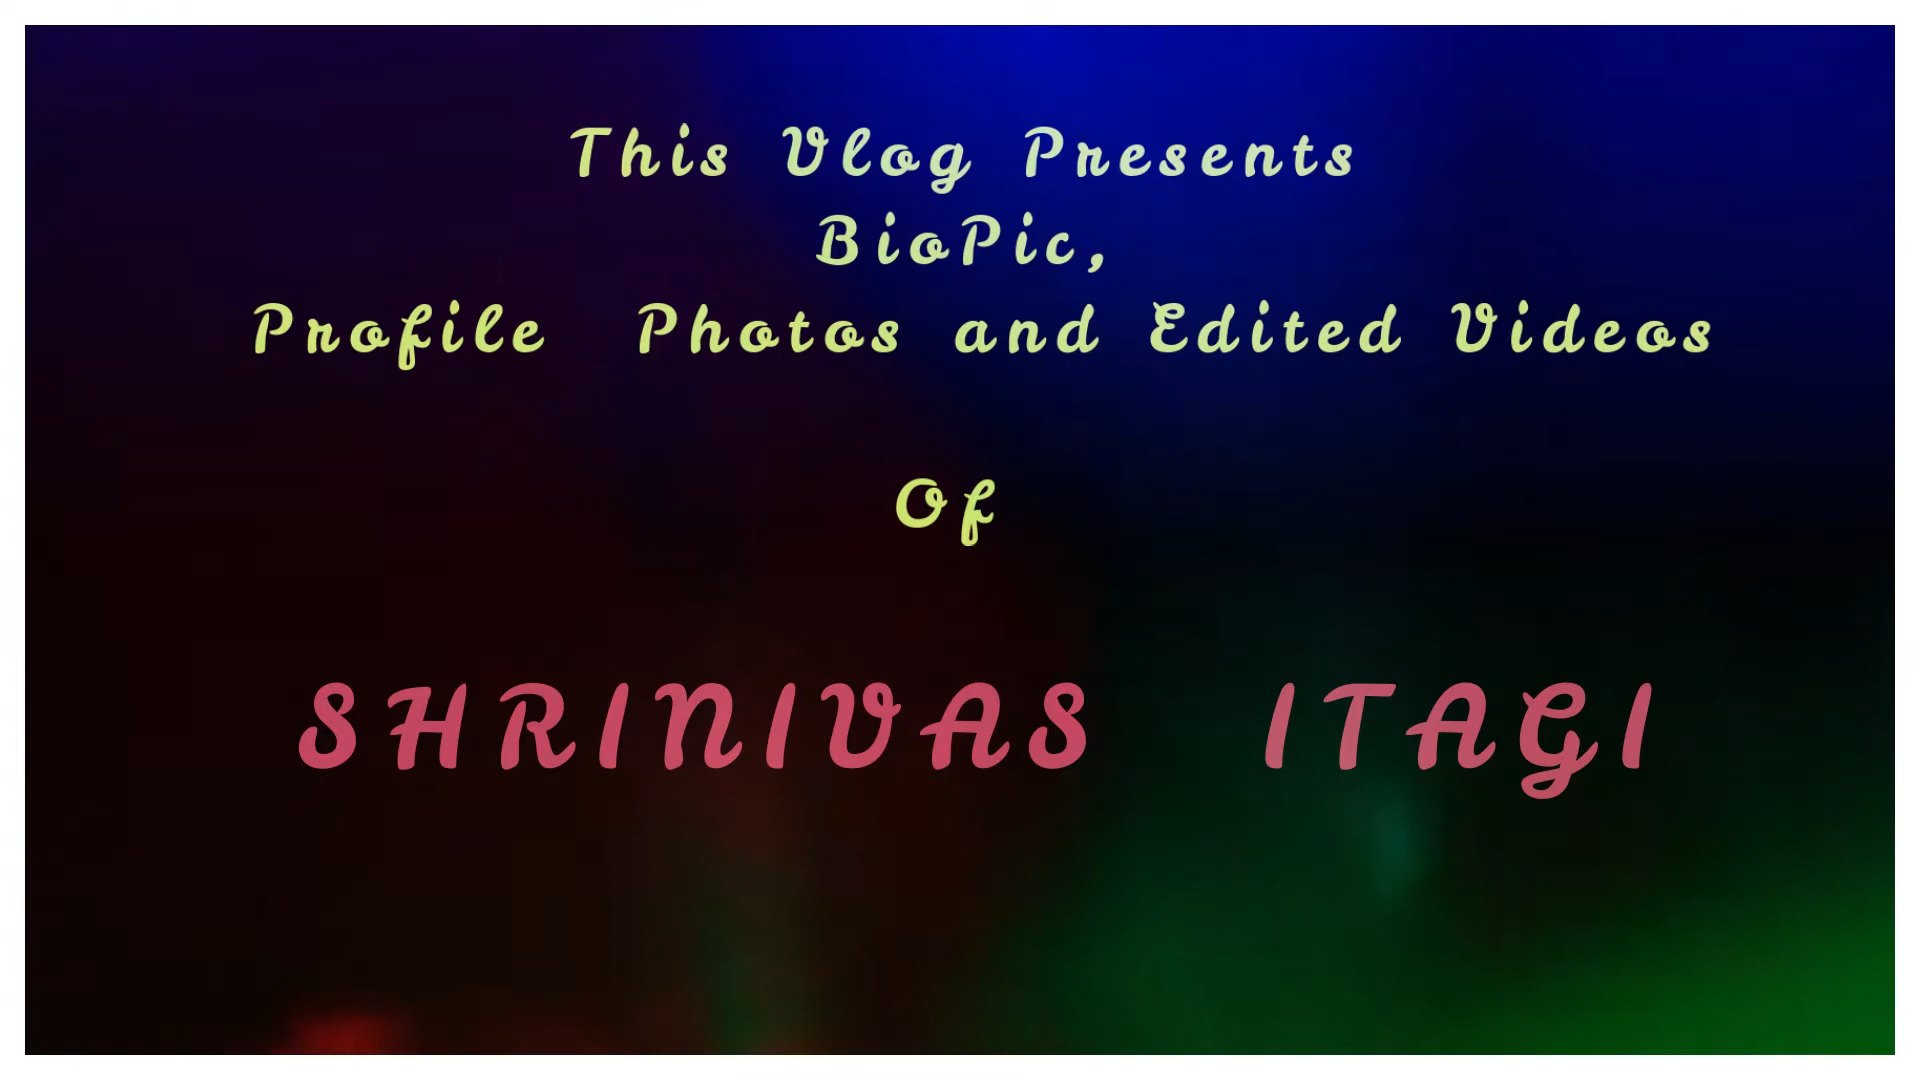 This Vlog Presents
BioPic,
Profile Photos and Edited Videos
Of
SHRINIVAS ITAGI